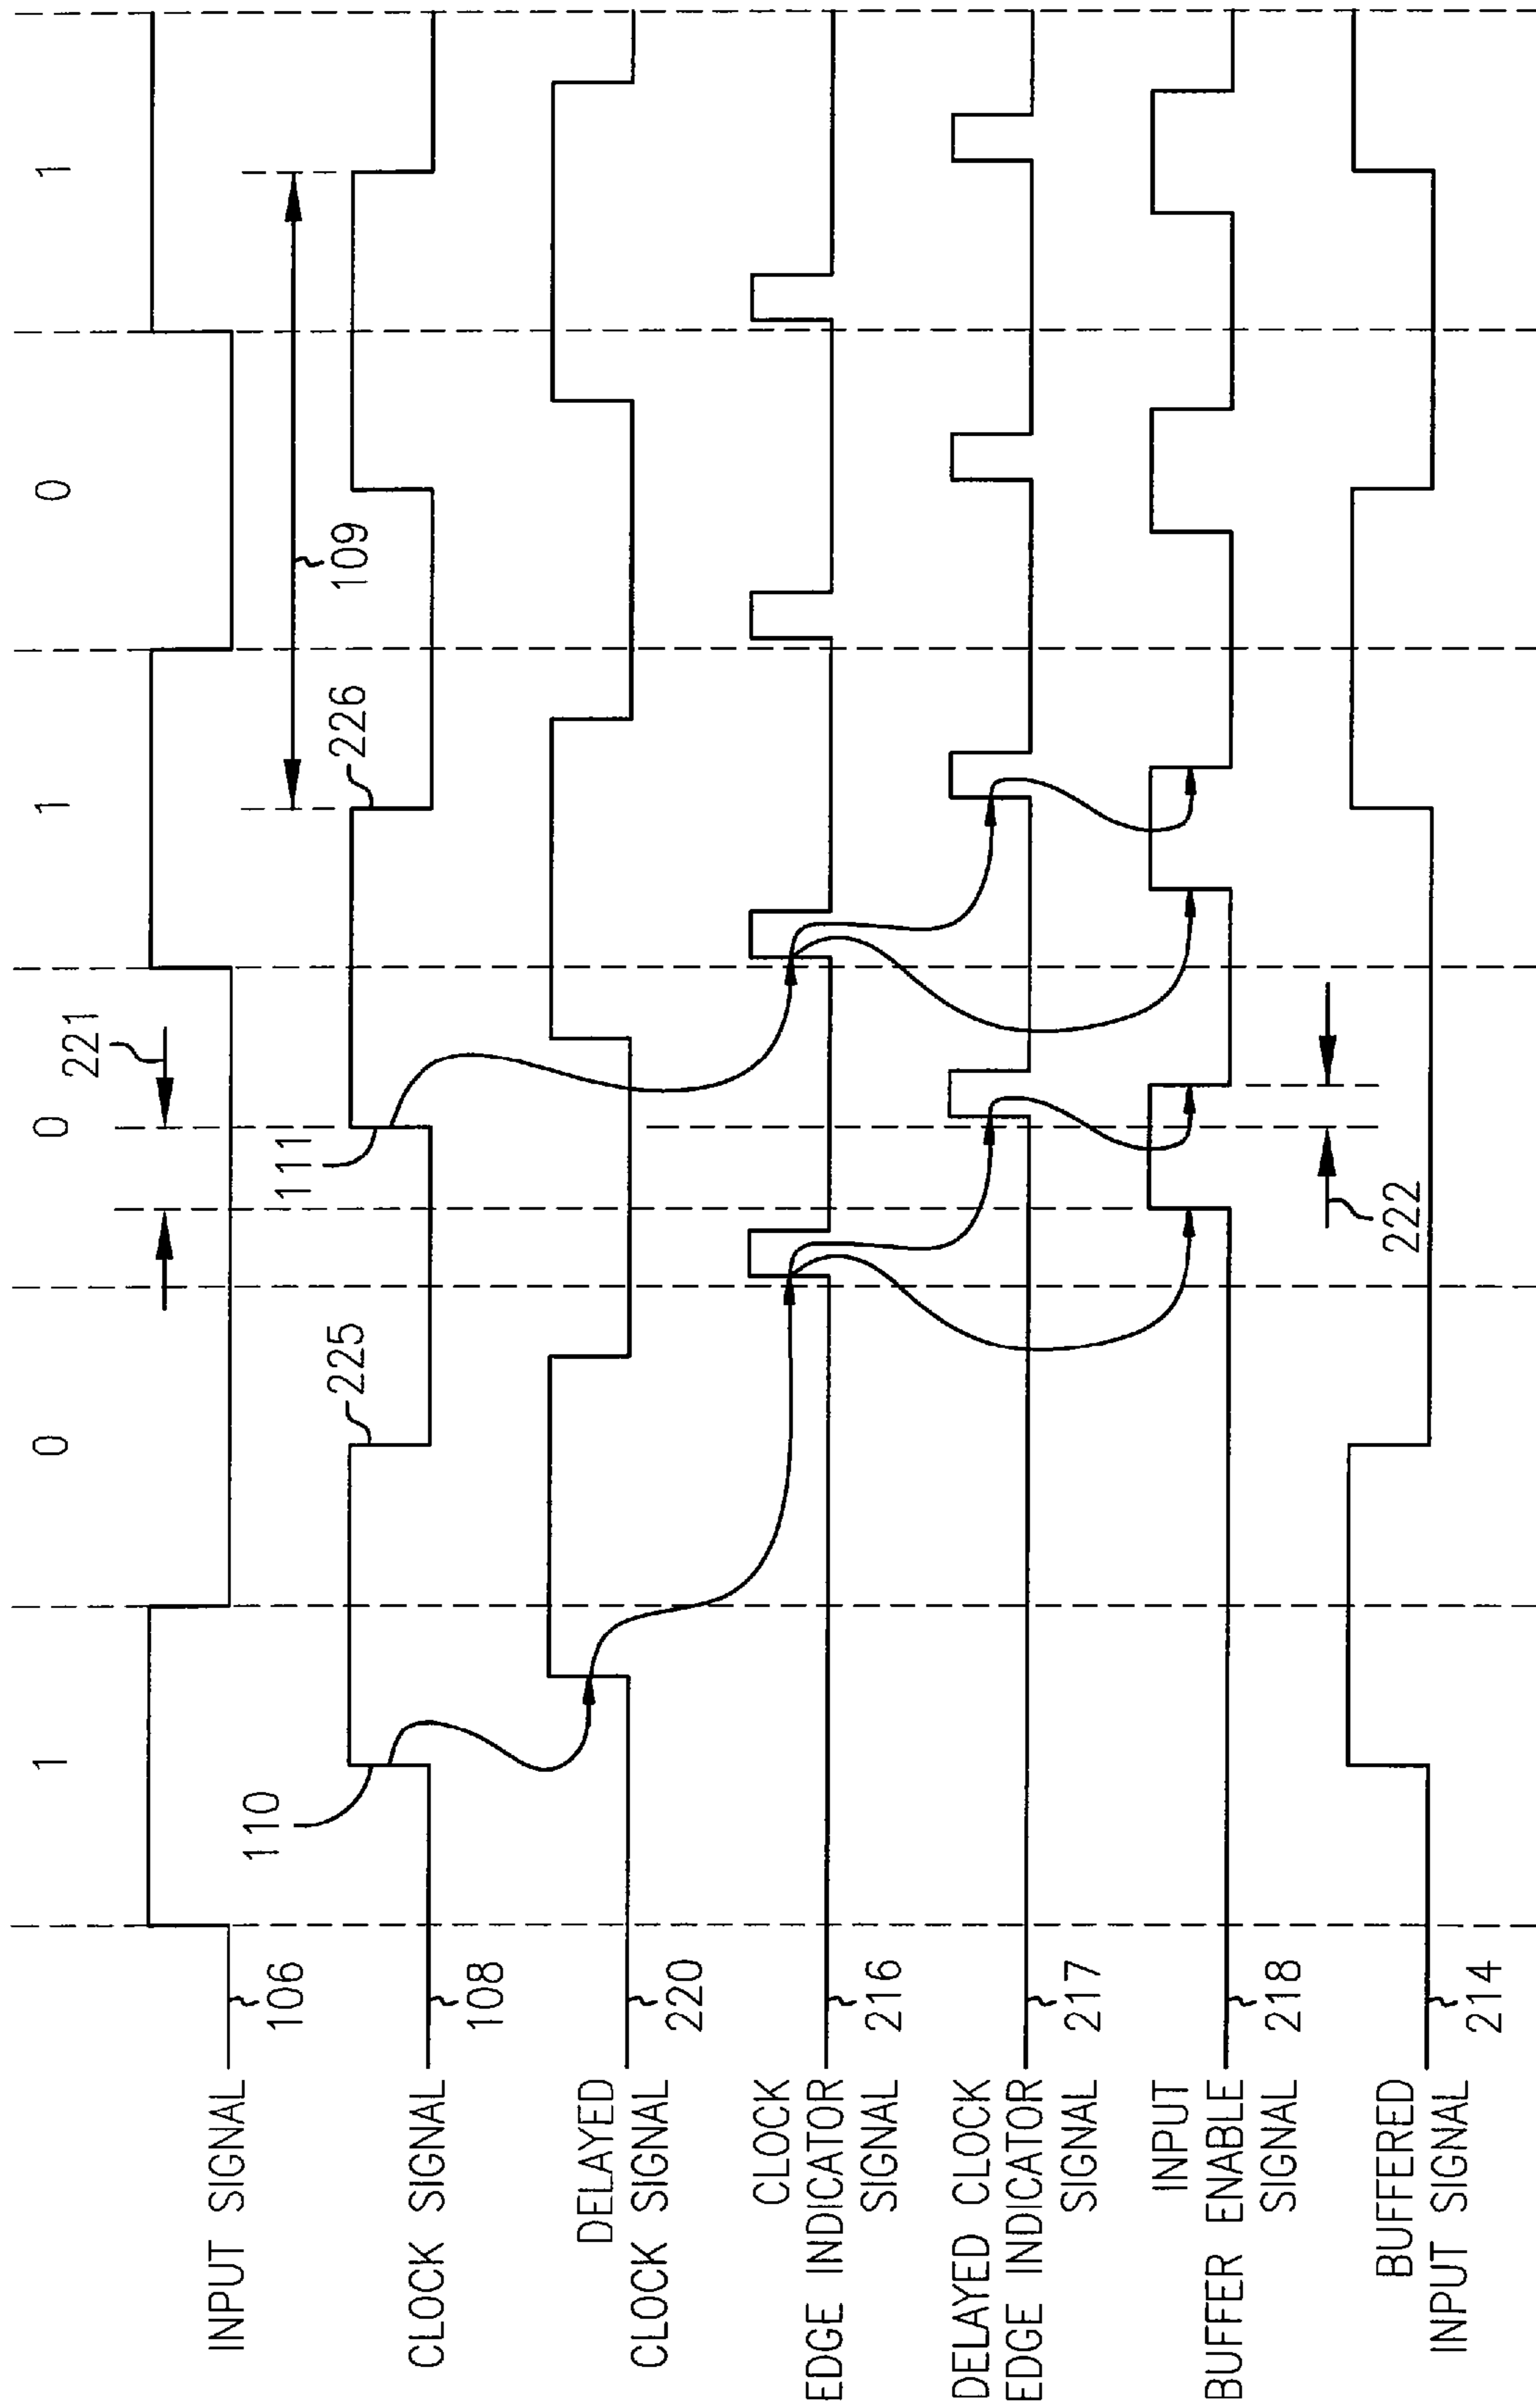 1
0
0
1
0
1
221
INPUT SIGNAL
106
110
225
111
226
109
CLOCK SIGNAL
108
DELAYED
CLOCK SIGNAL
220
CLOCK
EDGE INDICATOR
SIGNAL
216
DELAYED CLOCK
EDGE INDICATOR
SIGNAL
217
INPUT
BUFFER ENABLE
SIGNAL
218
222
BUFFERED
INPUT SIGNAL
214